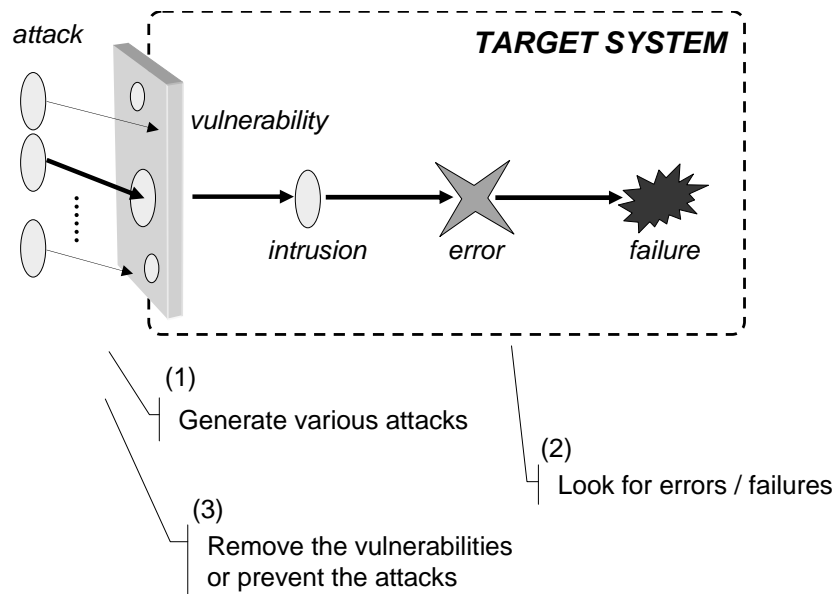 attack
TARGET SYSTEM
vulnerability
intrusion
error
failure
(1)
Generate various attacks
(2)
Look for errors / failures
(3)
Remove the vulnerabilities
or prevent the attacks